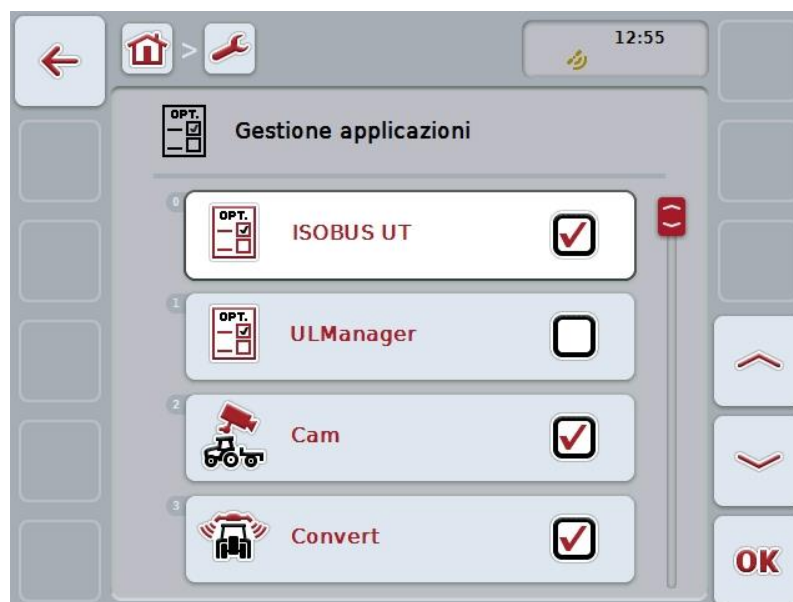 >
12:55
OPT.
Gestione applicazioni
0
OPT.
ISOBUS UT
1
OPT.
ULManager
2
Cam
3
Convert
OK